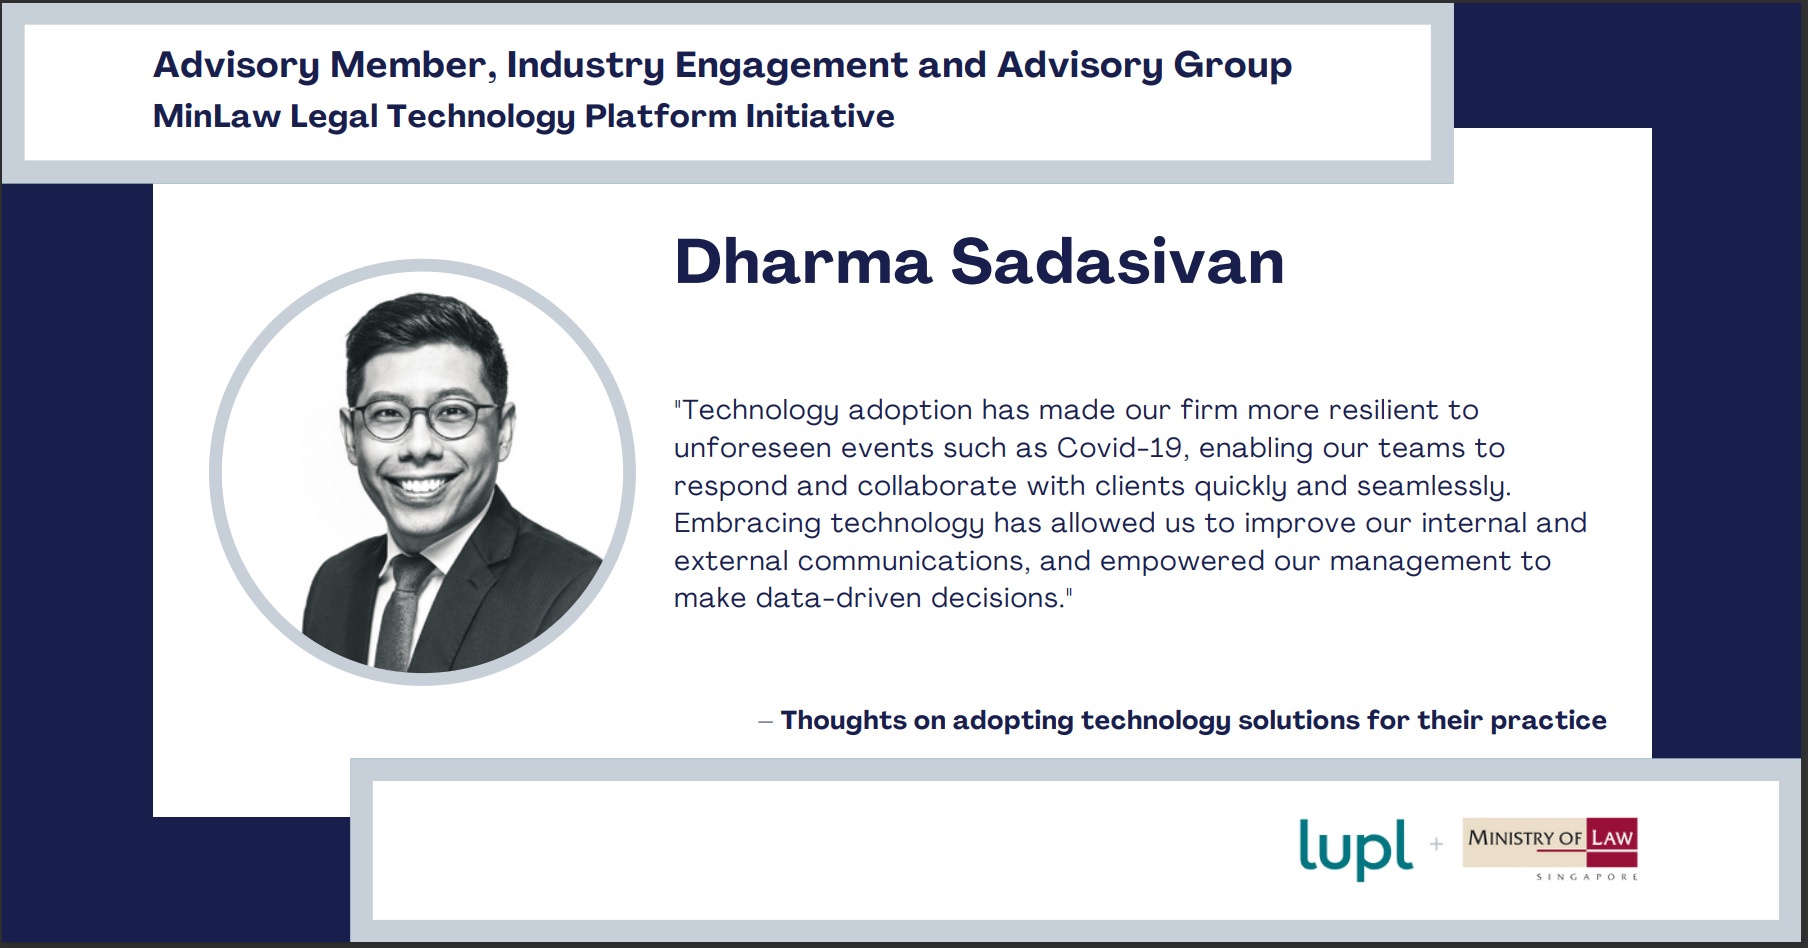 Advisory Member, Industry Engagement and Advisory Group
MinLaw Legal Technology Platform Initiative
Dharma Sadasivan
"Technology adoption has made our firm more resilient to
unforeseen events such as Covid-19, enabling our teams to
respond and collaborate with clients quickly and seamlessly.
Embracing technology has allowed us to improve our internal and
external communications, and empowered our management to
make data-driven decisions."
– Thoughts on adopting technology solutions for their practice
lupl + MINISTRY OF LAW
SINGAPORE